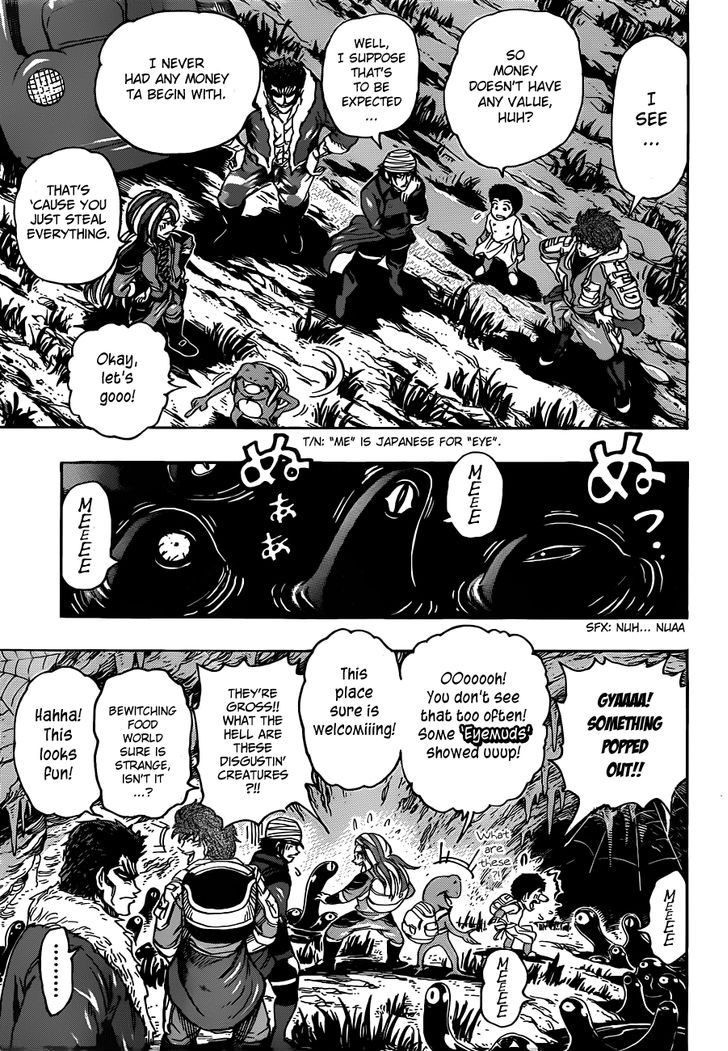 I
SEE
...
SO
MONEY
DOESN'T HAVE
ANY VALUE,
HUH?
WELL,
I SUPPOSE
THAT'S
TO BE
EXPECTED
...
I NEVER
HAD ANY MONEY
TA BEGIN WITH.
THAT'S
'CAUSE YOU
JUST STEAL
EVERYTHING.
Okay,
let's
gooo!
T/N: "ME" IS JAPANESE FOR "EYE".
ぬっ…
MEEEE
ぬぁぁ
MEEEE
SFX: NUH... NUAA
GYAAAA!
SOMETHING
POPPED
OUT!!
OOoooooh!
You don't see
that too often!
Some 'Eyemuds'
showed uuup!
This
place
sure is
welcomiiing!
THEY'RE
GROSS!!
WHAT THE
HELL ARE
THESE
DISGUSTIN'
CREATURES
?!!
BEWITCHING
FOOD
WORLD
SURE IS
STRANGE,
ISN'T IT
...?
Hahha!
This
looks
fun!
What
are
these
?!
MEEEE
MEEEE
........